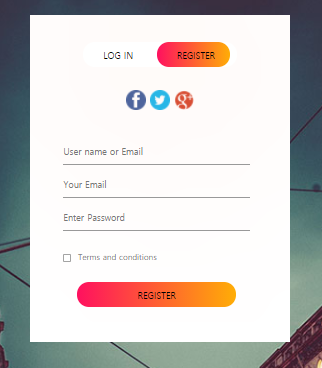 LOG IN REGISTER
User name or Email
Your Email
Enter Password
Terms and conditions
REGISTER